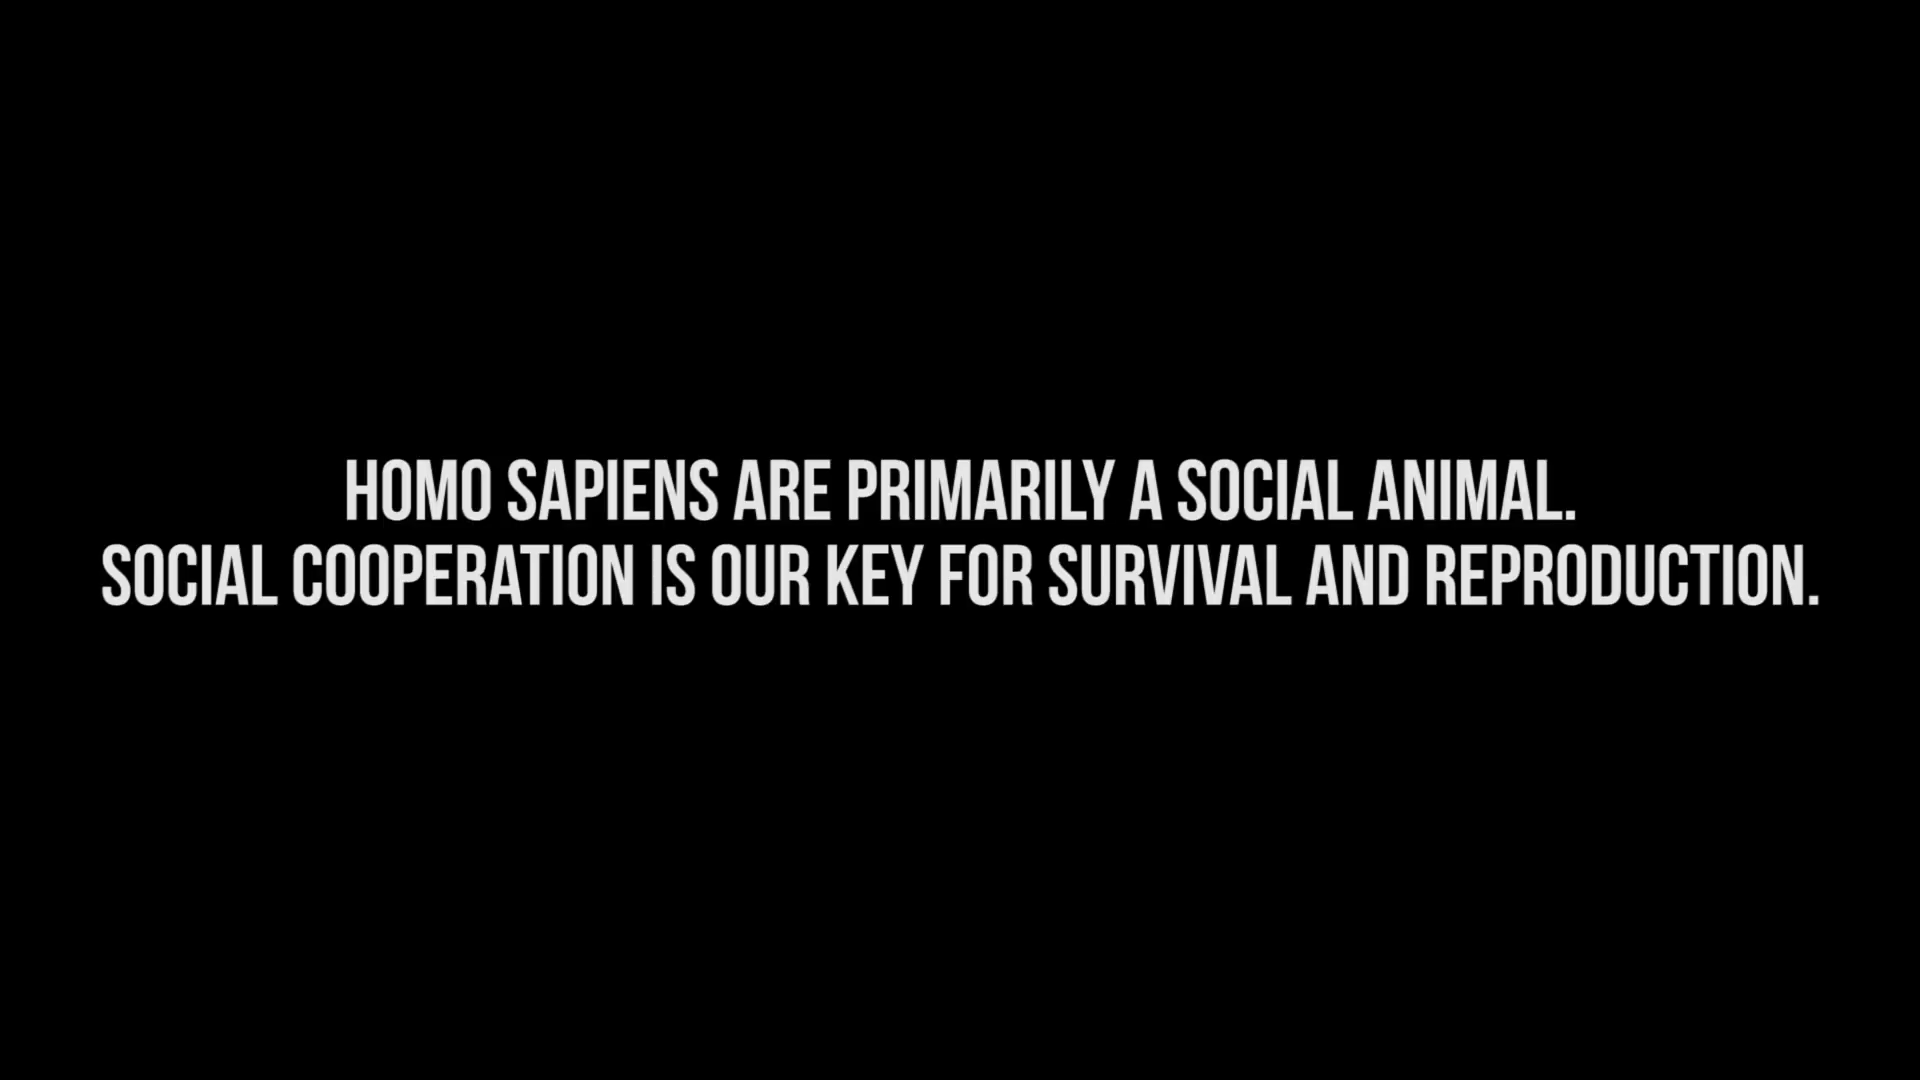 HOMO SAPIENS ARE PRIMARILY A SOCIAL ANIMAL.
SOCIAL COOPERATION IS OUR KEY FOR SURVIVAL AND REPRODUCTION.